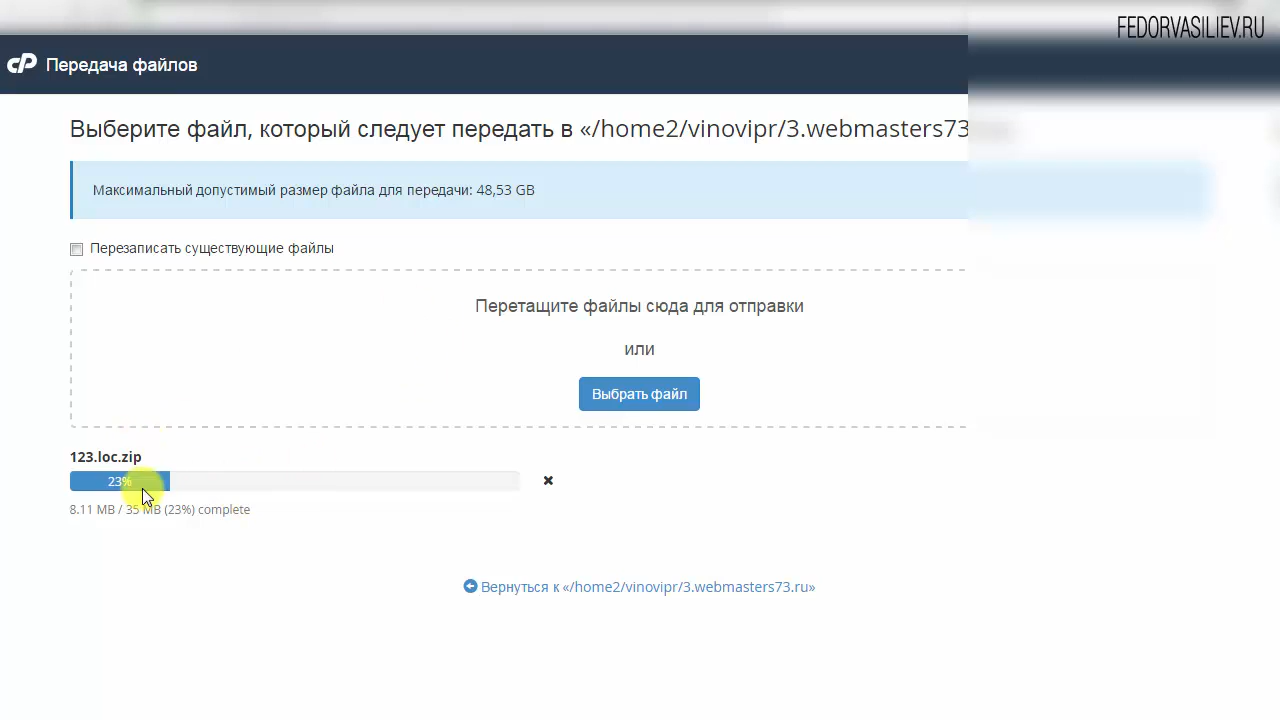 FEDORVASILIEV.RU
cP Передача файлов
Выберите файл, который следует передать в «/home2/vinovipr/3.webmasters73
Максимальный допустимый размер файла для передачи: 48,53 GB
Перезаписать существующие файлы
Перетащите файлы сюда для отправки
или
Выбрать файл
123.loc.zip
23%
8.11 MB / 35 MB (23%) complete
Вернуться к «/home2/vinovipr/3.webmasters73.ru»